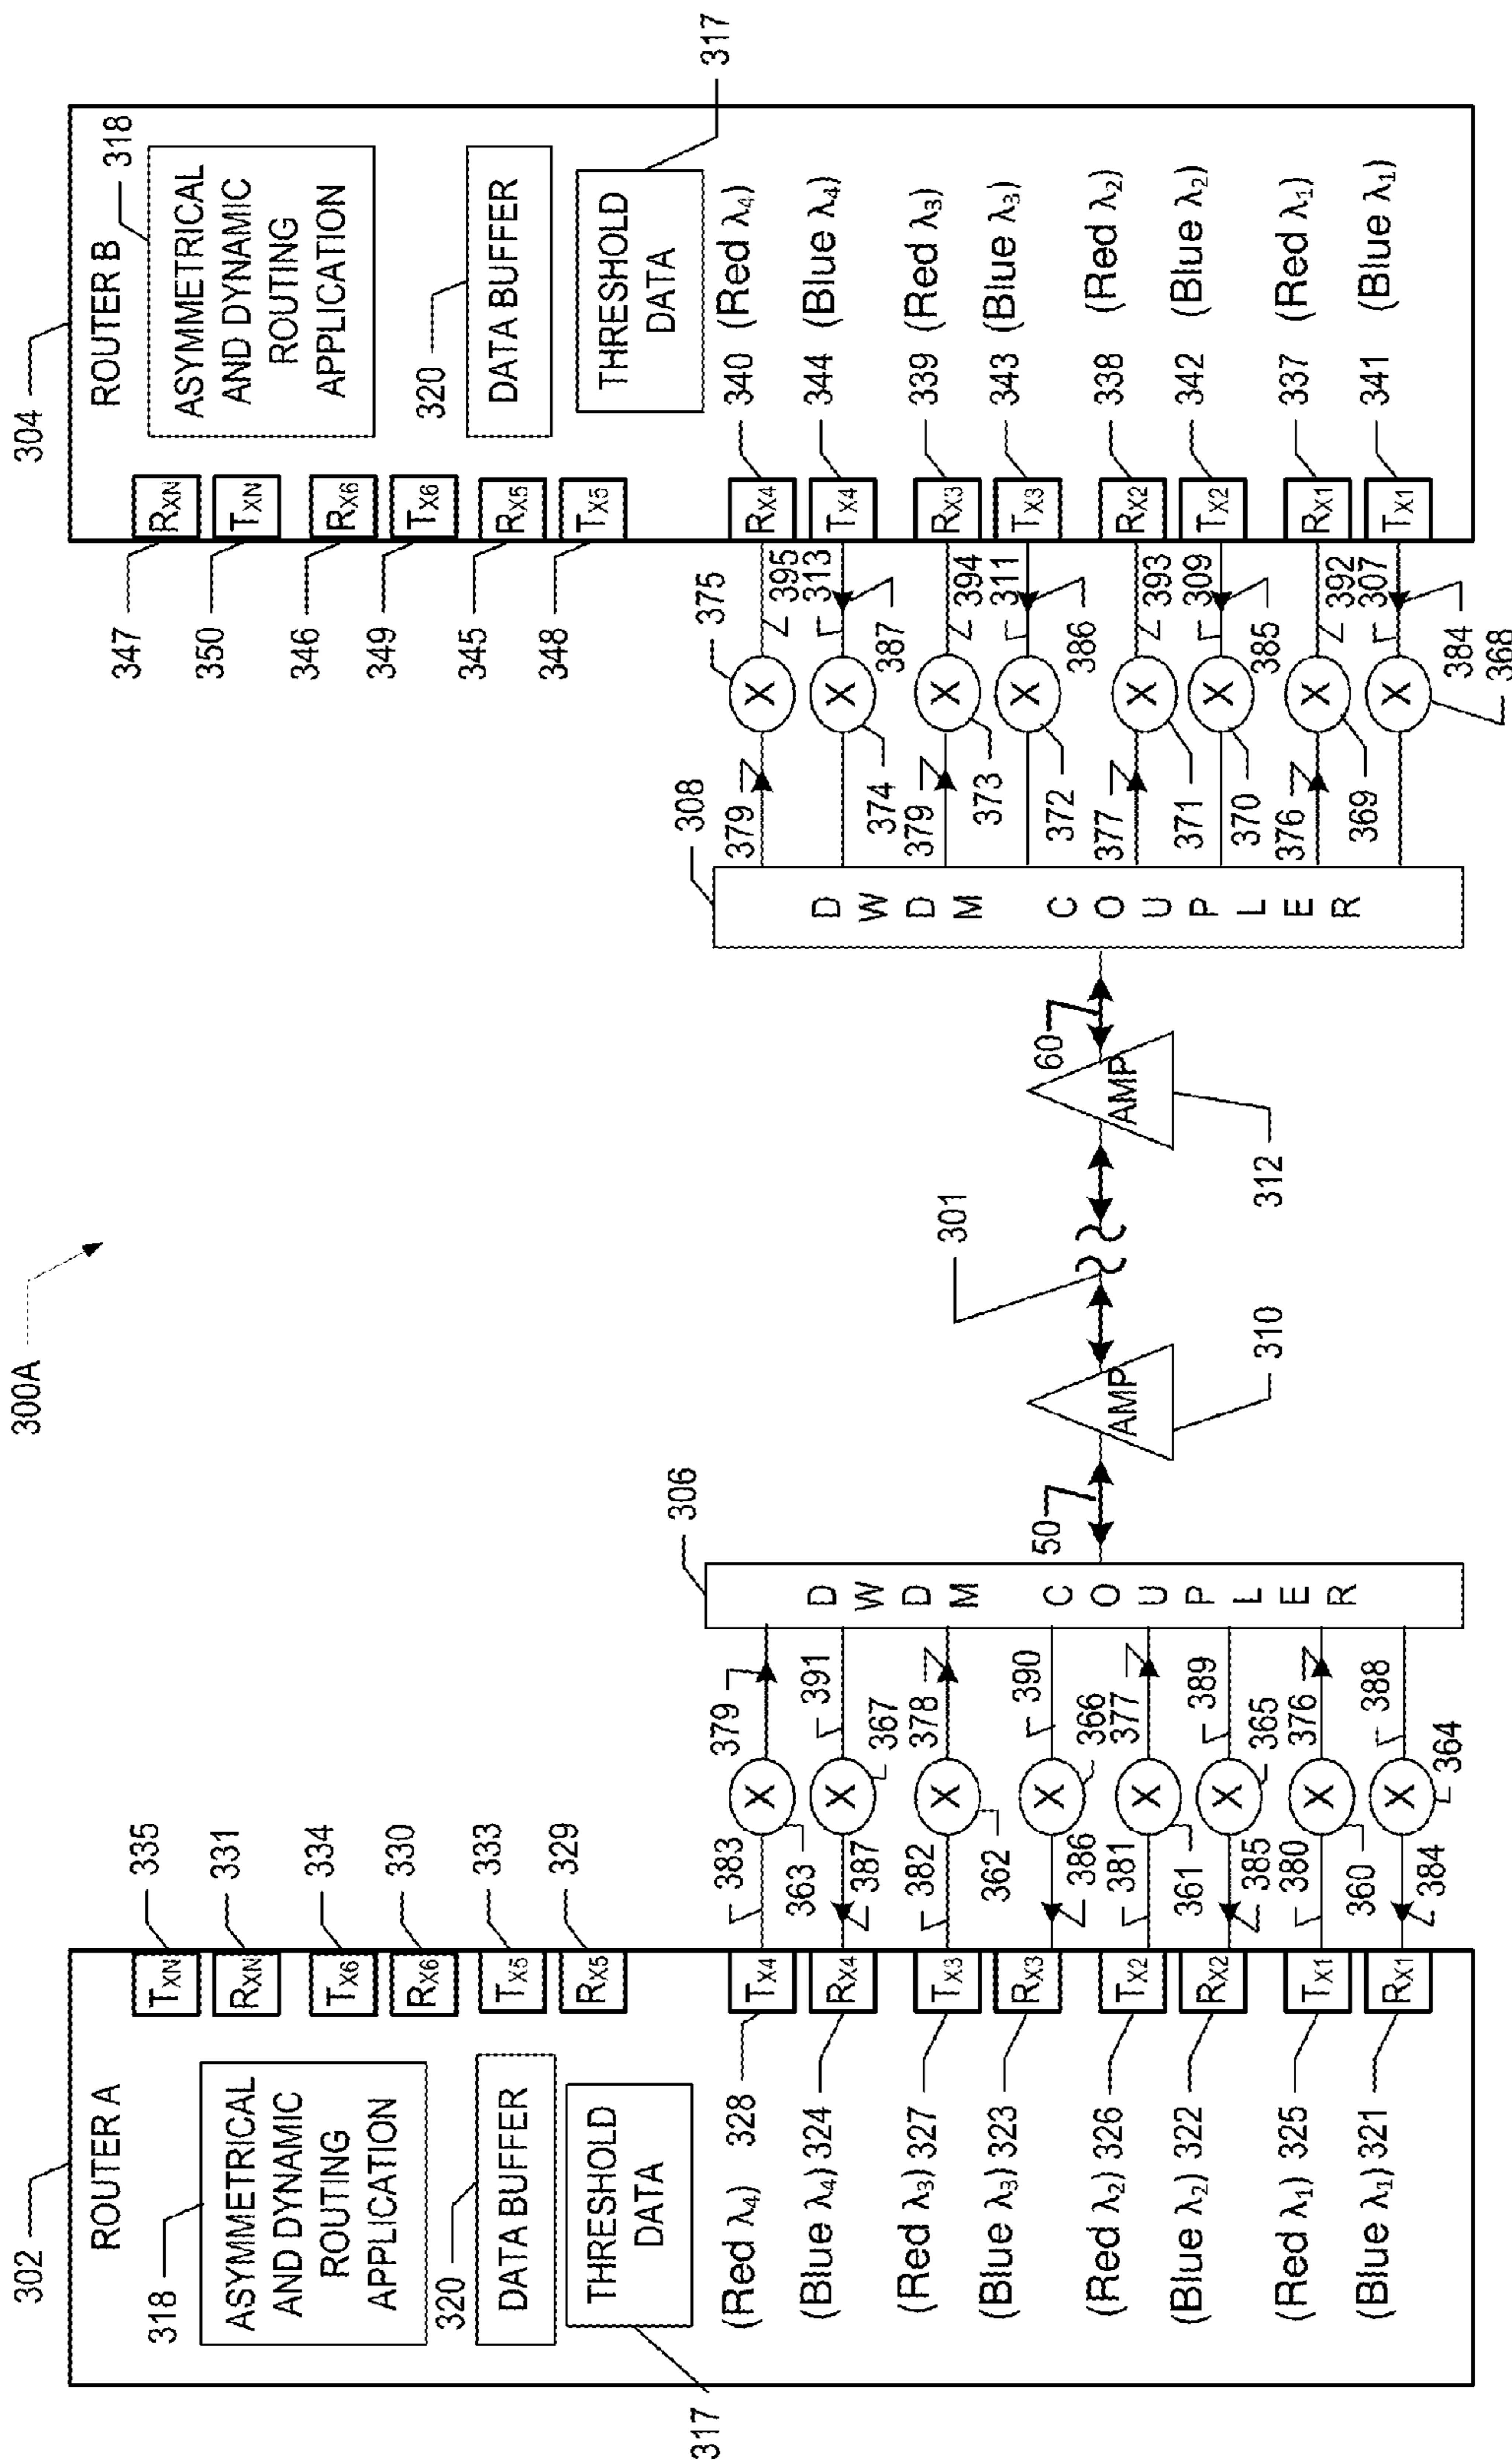 300A
302
ROUTER A
318
ASYMMETRICAL
AND DYNAMIC
ROUTING
APPLICATION
320
DATA BUFFER
THRESHOLD
DATA
317
TXN
335
RXN
331
TX6
334
RX6
330
TX5
333
RX5
329
(Red λ4) 328
TX4
383
363
379
(Blue λ4) 324
RX4
387
367
391
(Red λ3) 327
TX3
382
362
378
(Blue λ3) 323
RX3
386
366
390
(Red λ2) 326
TX2
381
361
377
(Blue λ2) 322
RX2
385
365
389
(Red λ1) 325
TX1
380
360
376
(Blue λ1) 321
RX1
384
364
388
X
X
X
X
X
X
X
X
306
DWDM COUPLER
50
AMP
310
301
AMP
312
60
308
DWDM COUPLER
379
X
375
395
RX4
340 (Red λ4)
X
374
313
387
TX4
344 (Blue λ4)
379
X
373
394
RX3
339 (Red λ3)
X
372
311
386
TX3
343 (Blue λ3)
377
X
371
393
RX2
338 (Red λ2)
X
370
309
385
TX2
342 (Blue λ2)
376
X
369
392
RX1
337 (Red λ1)
X
368
307
384
TX1
341 (Blue λ1)
304
ROUTER B
318
ASYMMETRICAL
AND DYNAMIC
ROUTING
APPLICATION
320
DATA BUFFER
THRESHOLD
DATA
317
347
RXN
350
TXN
346
RX6
349
TX6
345
RX5
348
TX5